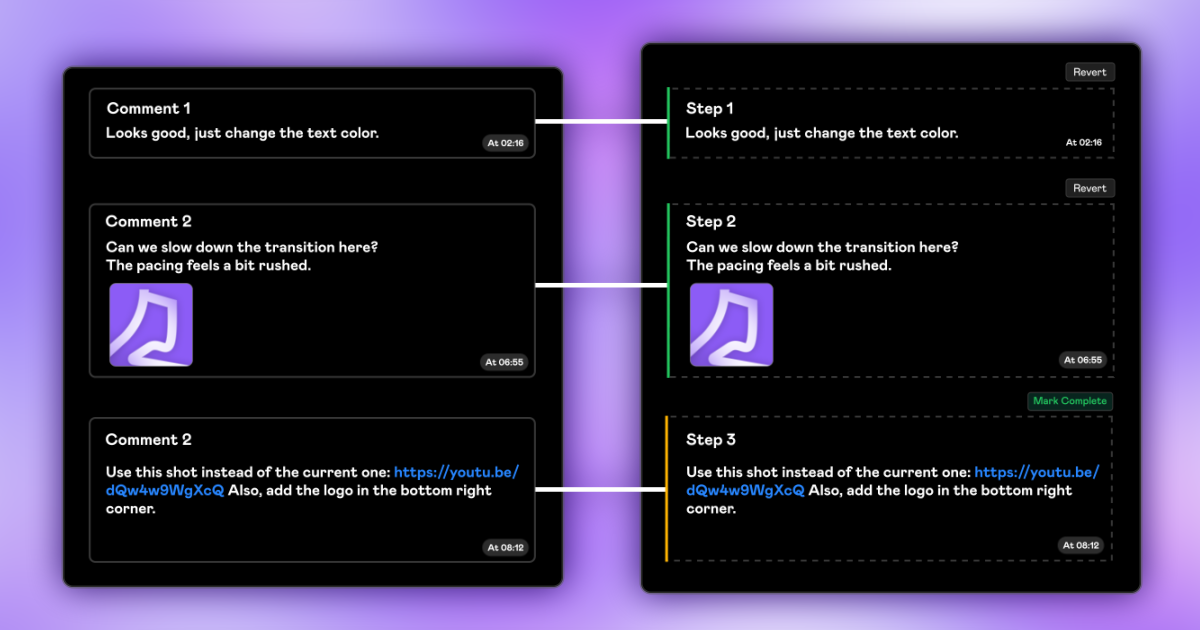 Comment 1
Looks good, just change the text color.
At 02:16
Comment 2
Can we slow down the transition here?
The pacing feels a bit rushed.
At 06:55
Comment 2
Use this shot instead of the current one: https://youtu.be/
dQw4w9WgXcQ Also, add the logo in the bottom right
corner.
At 08:12
Revert
Step 1
Looks good, just change the text color.
At 02:16
Revert
Step 2
Can we slow down the transition here?
The pacing feels a bit rushed.
At 06:55
Mark Complete
Step 3
Use this shot instead of the current one: https://youtu.be/
dQw4w9WgXcQ Also, add the logo in the bottom right
corner.
At 08:12